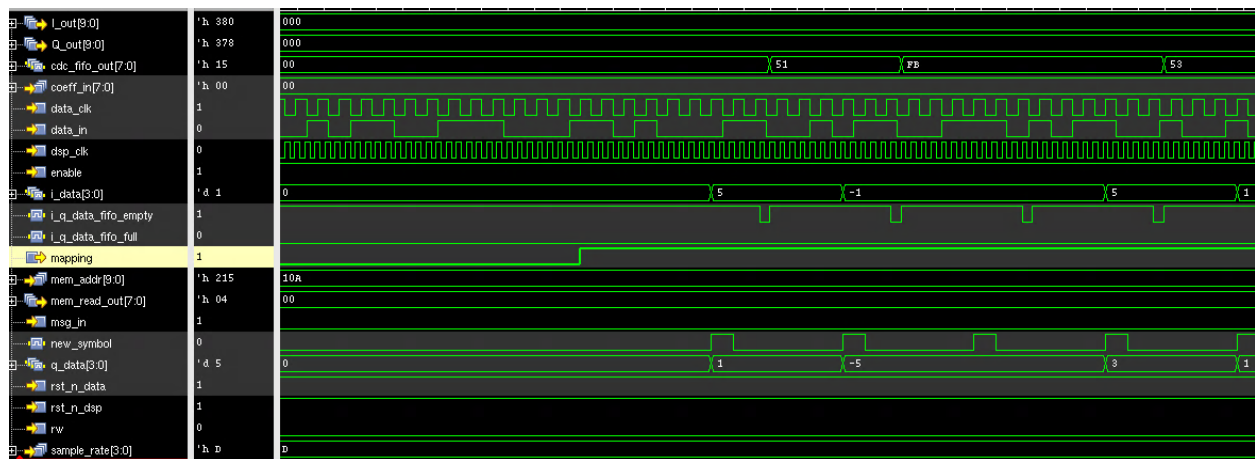 I_out[9:0] 'h 380 000
Q_out[9:0] 'h 378 000
cdc_fifo_out[7:0] 'h 15 00 51 FB 53
coeff_in[7:0] 'h 00 00
data_clk 1
data_in 0
dsp_clk 0
enable 1
i_data[3:0] 'd 1 0 5 -1 5 1
i_q_data_fifo_empty 1
i_q_data_fifo_full 0
mapping 1
mem_addr[9:0] 'h 215 10A
mem_read_out[7:0] 'h 04 00
msg_in 1
new_symbol 0
q_data[3:0] 'd 5 0 1 -5 3 1
rst_n_data 1
rst_n_dsp 1
rw 0
sample_rate[3:0] 'h D D